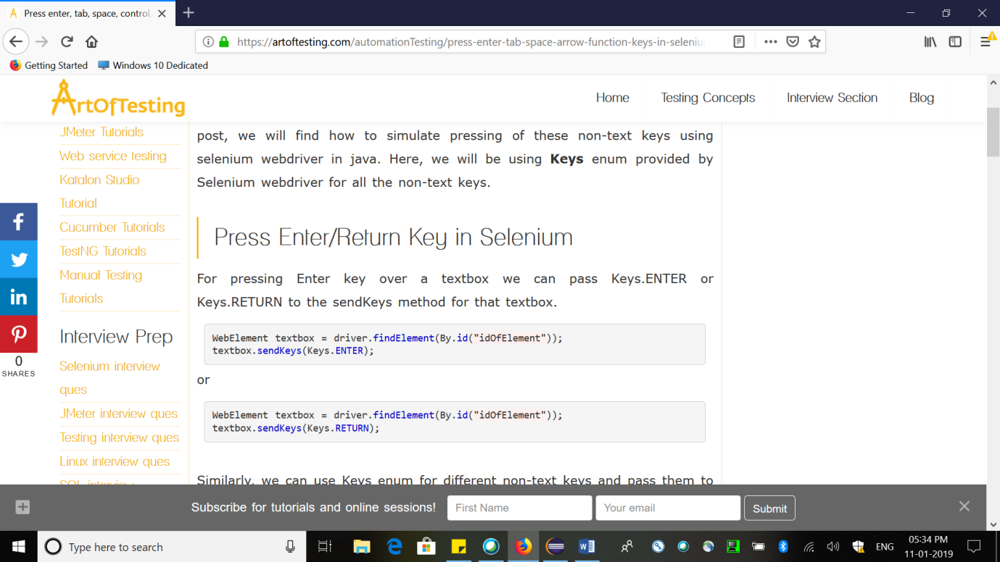 Press enter, tab, space, control,
https://artoftesting.com/automationTesting/press-enter-tab-space-arrow-function-keys-in-seleniu
Getting Started Windows 10 Dedicated
ArtOfTesting
Home Testing Concepts Interview Section Blog
JMeter Tutorials
Web service testing
Katalon Studio
Tutorial
Cucumber Tutorials
TestNG Tutorials
Manual Testing
Tutorials
Interview Prep
Selenium interview
ques
JMeter interview ques
Testing interview ques
Linux interview ques
SQL interview
0
SHARES
post, we will find how to simulate pressing of these non-text keys using
selenium webdriver in java. Here, we will be using Keys enum provided by
Selenium webdriver for all the non-text keys.
Press Enter/Return Key in Selenium
For pressing Enter key over a textbox we can pass Keys.ENTER or
Keys.RETURN to the sendKeys method for that textbox.
WebElement textbox = driver.findElement(By.id("idOfElement"));
textbox.sendKeys(Keys.ENTER);
or
WebElement textbox = driver.findElement(By.id("idOfElement"));
textbox.sendKeys(Keys.RETURN);
Similarly, we can use Keys enum for different non-text keys and pass them to
Subscribe for tutorials and online sessions! First Name Your email Submit
Type here to search
ENG
05:34 PM
11-01-2019